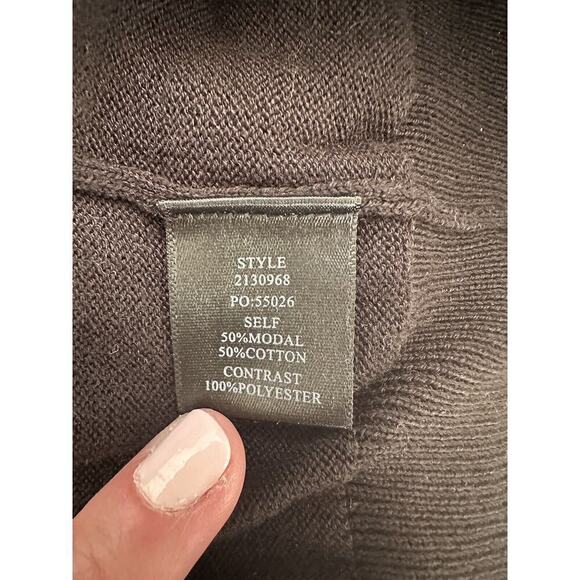 STYLE
2130968
PO:55026
SELF
50%MODAL
50%COTTON
CONTRAST
100%POLYESTER